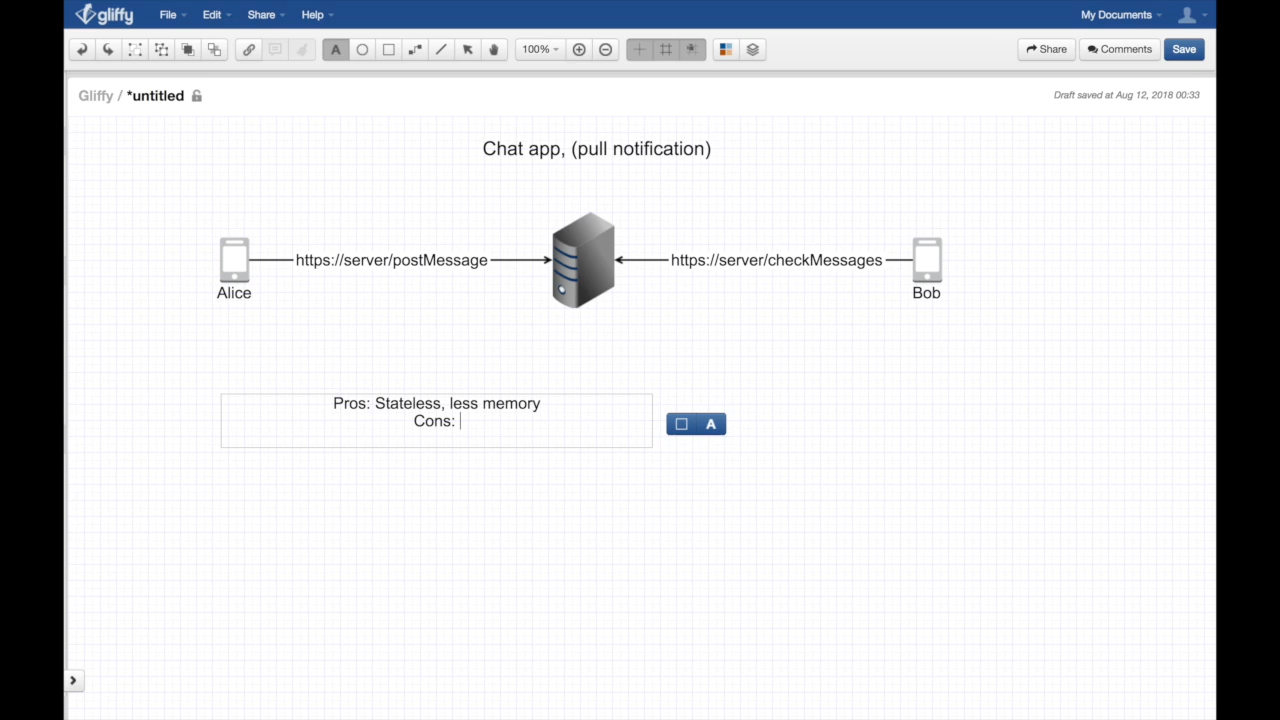 gliffy File Edit Share Help My Documents
A 100% Share Comments Save
Gliffy / *untitled Draft saved at Aug 12, 2018 00:33
Chat app, (pull notification)
https://server/postMessage https://server/checkMessages
Alice Bob
Pros: Stateless, less memory
Cons:
A